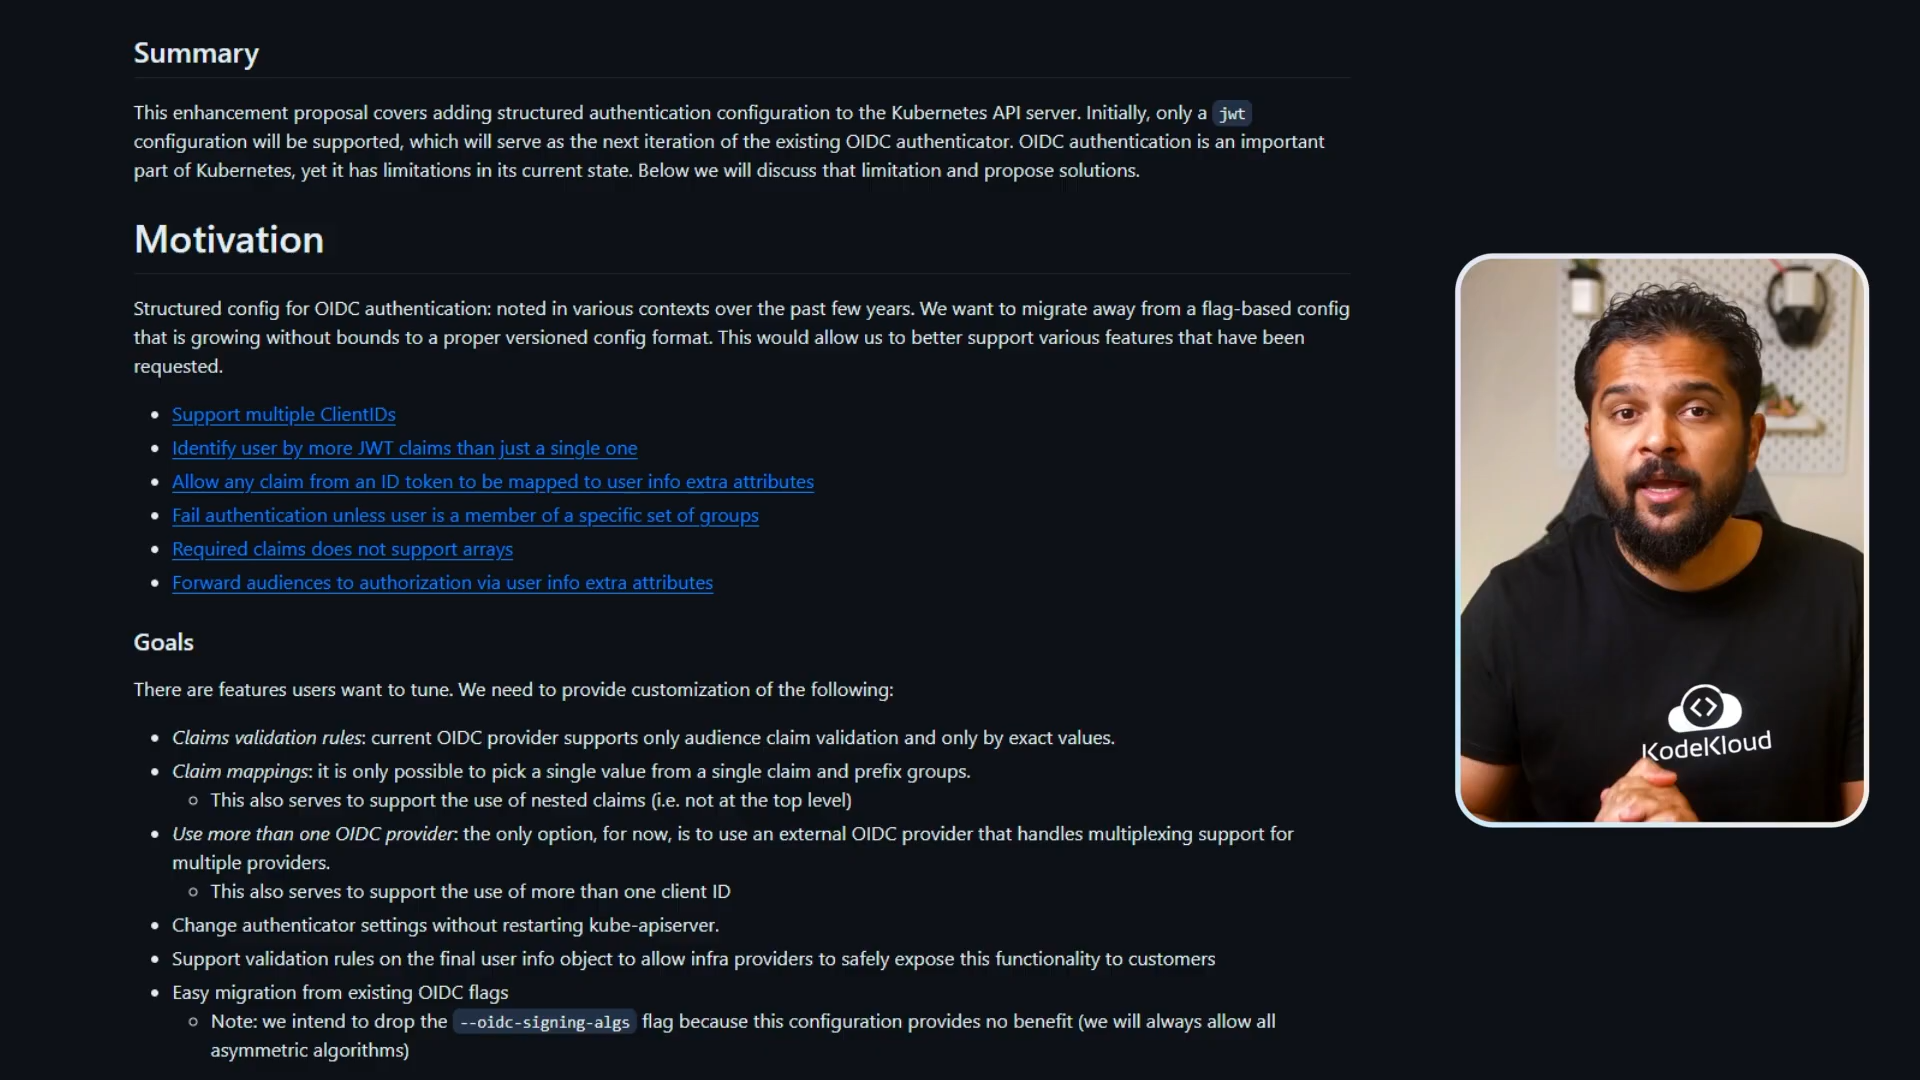 Summary
This enhancement proposal covers adding structured authentication configuration to the Kubernetes API server. Initially, only a jwt
configuration will be supported, which will serve as the next iteration of the existing OIDC authenticator. OIDC authentication is an important
part of Kubernetes, yet it has limitations in its current state. Below we will discuss that limitation and propose solutions.
Motivation
Structured config for OIDC authentication: noted in various contexts over the past few years. We want to migrate away from a flag-based config
that is growing without bounds to a proper versioned config format. This would allow us to better support various features that have been
requested.
• Support multiple ClientIDs
• Identify user by more JWT claims than just a single one
• Allow any claim from an ID token to be mapped to user info extra attributes
• Fail authentication unless user is a member of a specific set of groups
• Required claims does not support arrays
• Forward audiences to authorization via user info extra attributes
Goals
There are features users want to tune. We need to provide customization of the following:
• Claims validation rules: current OIDC provider supports only audience claim validation and only by exact values.
• Claim mappings: it is only possible to pick a single value from a single claim and prefix groups.
◦ This also serves to support the use of nested claims (i.e. not at the top level)
• Use more than one OIDC provider: the only option, for now, is to use an external OIDC provider that handles multiplexing support for
multiple providers.
◦ This also serves to support the use of more than one client ID
• Change authenticator settings without restarting kube-apiserver.
• Support validation rules on the final user info object to allow infra providers to safely expose this functionality to customers
• Easy migration from existing OIDC flags
◦ Note: we intend to drop the --oidc-signing-algs flag because this configuration provides no benefit (we will always allow all
asymmetric algorithms)
KodeKloud